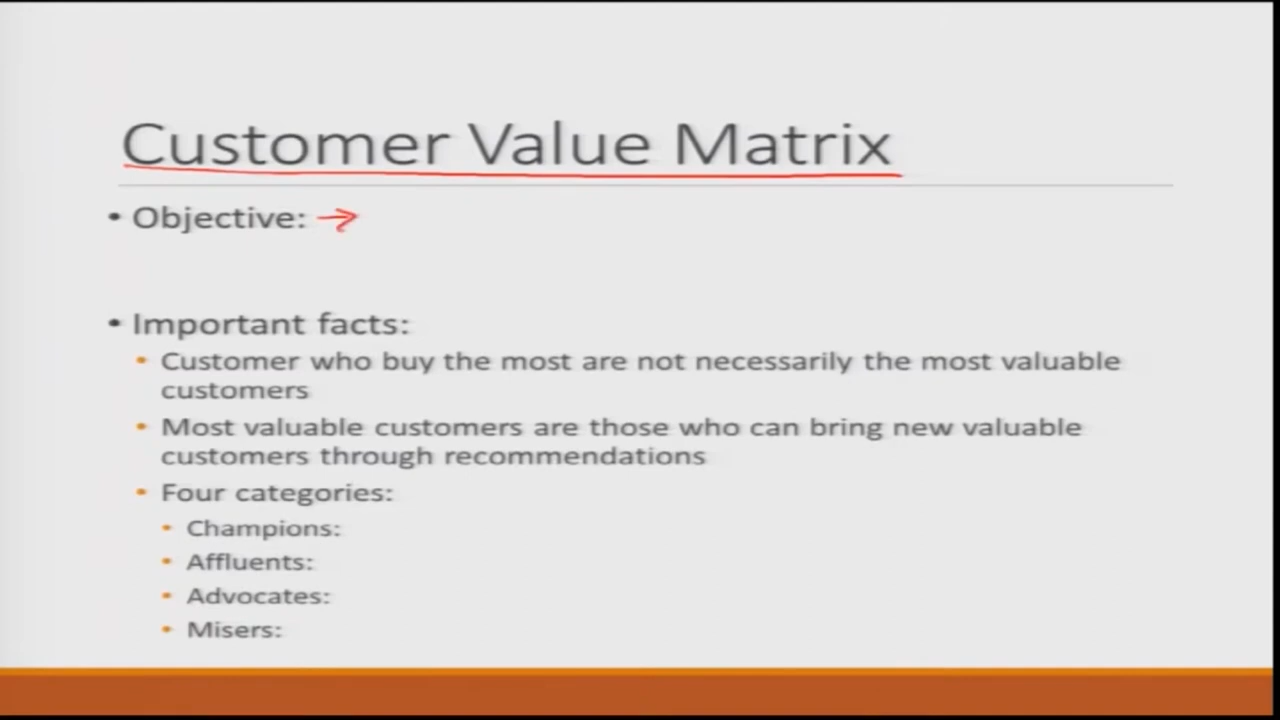 Customer Value Matrix
• Objective: →
• Important facts:
• Customer who buy the most are not necessarily the most valuable
customers
• Most valuable customers are those who can bring new valuable
customers through recommendations
• Four categories:
• Champions:
• Affluents:
• Advocates:
• Misers: